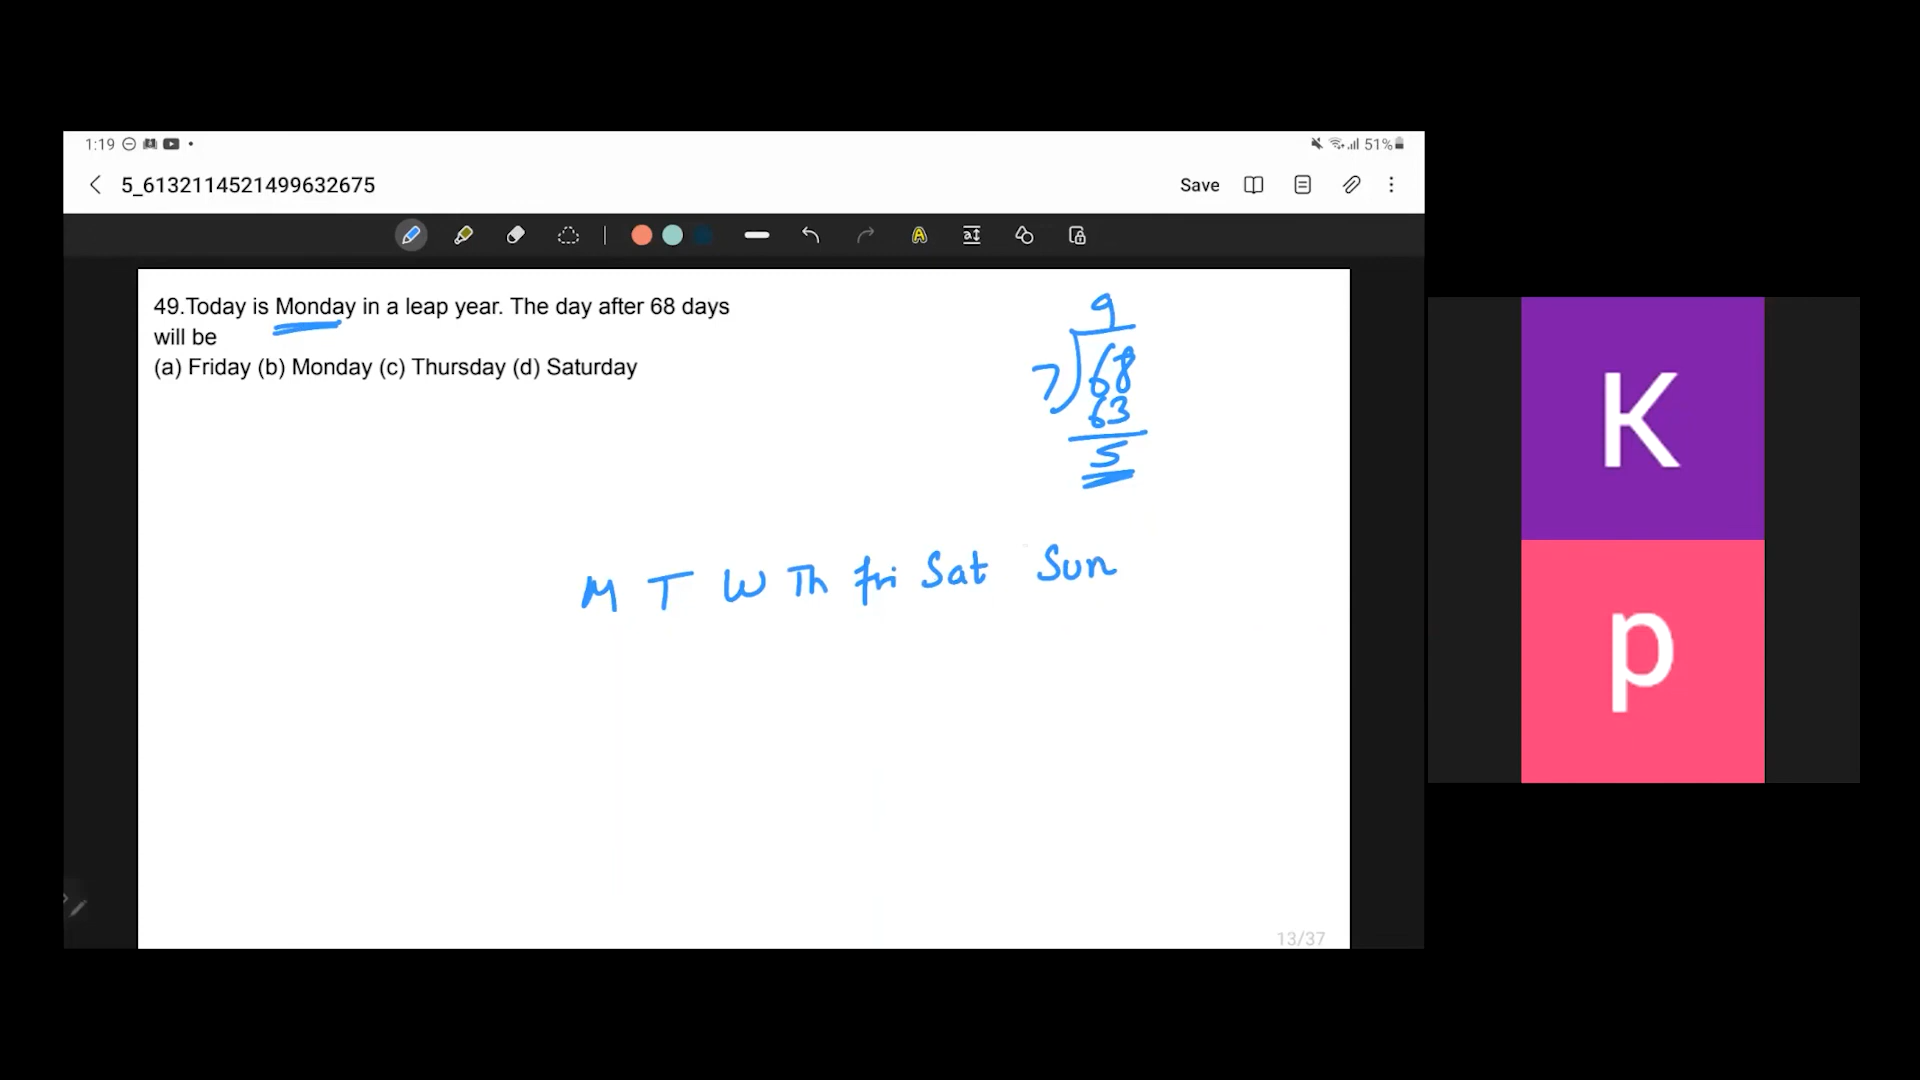 1:19 51%
5_6132114521499632675 Save
49.Today is Monday in a leap year. The day after 68 days
will be
(a) Friday (b) Monday (c) Thursday (d) Saturday
9
7)68
63
5
M T W Th fri Sat Sun
13/37
K
p